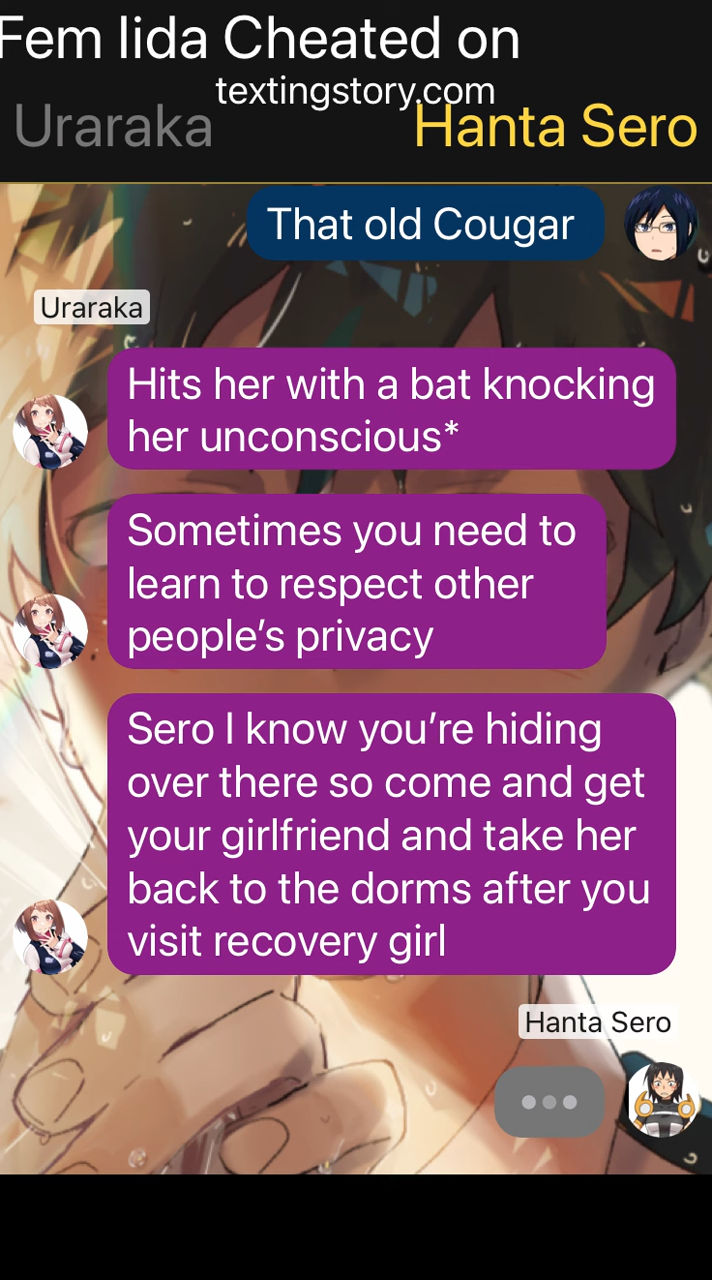 Fem Iida Cheated on
textingstory.com
Uraraka
Hanta Sero
That old Cougar
Uraraka
Hits her with a bat knocking
her unconscious*
Sometimes you need to
learn to respect other
people’s privacy
Sero I know you’re hiding
over there so come and get
your girlfriend and take her
back to the dorms after you
visit recovery girl
Hanta Sero